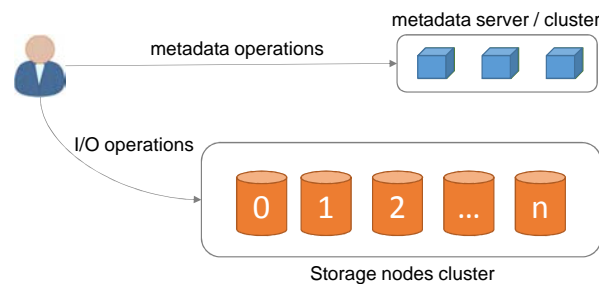 metadata server / cluster
metadata operations
I/O operations
0 1 2 ... n
Storage nodes cluster